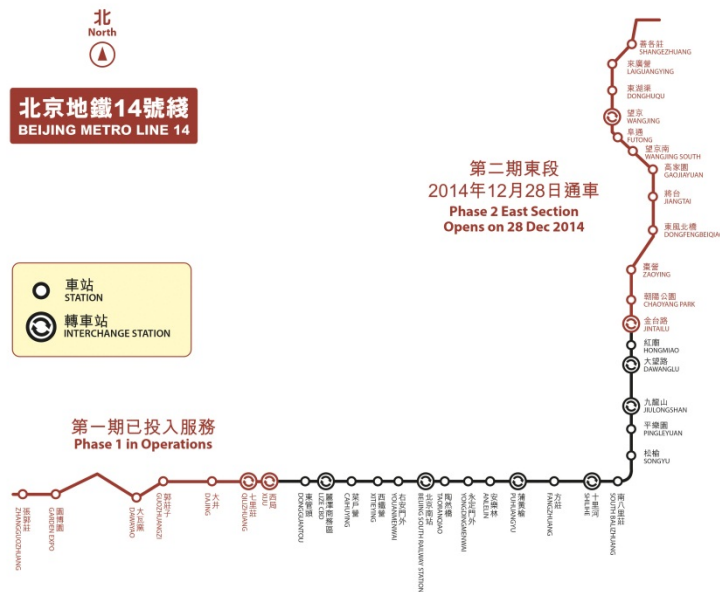 北
North
北京地鐵14號綫
BEIJING METRO LINE 14
車站
STATION
轉車站
INTERCHANGE STATION
第二期東段
2014年12月28日通車
Phase 2 East Section
Opens on 28 Dec 2014
第一期已投入服務
Phase 1 in Operations
善各莊
SHANGEZHUANG
來廣營
LAIGUANGYING
東湖渠
DONGHUQU
望京
WANGJING
阜通
FUTONG
望京南
WANGJING SOUTH
高家園
GAOJIAYUAN
將台
JIANGTAI
東風北橋
DONGFENGBEIQIAO
棗營
ZAOYING
朝陽公園
CHAOYANG PARK
金台路
JINTAILU
紅廟
HONGMIAO
大望路
DAWANGLU
九龍山
JIULONGSHAN
平樂園
PINGLEYUAN
松榆
SONGYU
張郭莊
ZHANGGUOZHUANG
園博園
GARDEN EXPO
大瓦窯
DAWAYAO
郭莊子
GUOZHUANGZI
大井
DAJING
七里莊
QILIZHUANG
西局
XIJU
東管頭
DONGGUANTOU
麗澤商務區
LIZE CBD
菜戶營
CAIHUYING
西鐵營
XITIEYING
右安門外
YOUANMENWAI
北京南站
BEIJING SOUTH RAILWAY STATION
陶然橋
TAORANQIAO
永定門外
YONGDINGMENWAI
安樂林
ANLELIN
蒲黃榆
PUHUANGYU
方莊
FANGZHUANG
十里河
SHILIHE
南八里莊
SOUTH BALIZHUANG